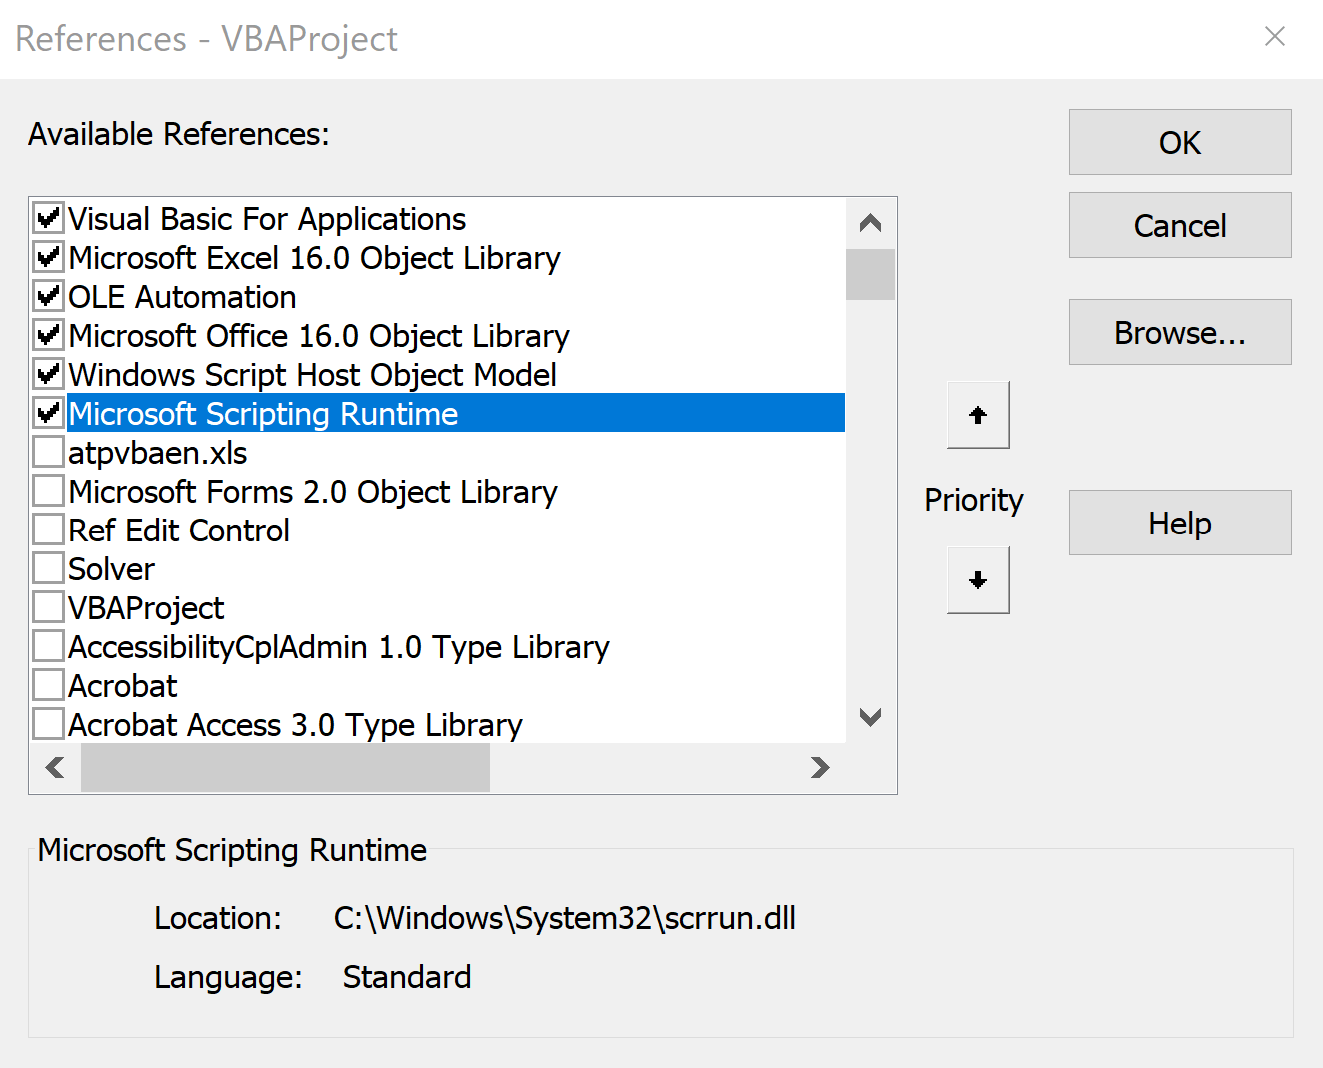 References - VBAProject
Available References:
Visual Basic For Applications
Microsoft Excel 16.0 Object Library
OLE Automation
Microsoft Office 16.0 Object Library
Windows Script Host Object Model
Microsoft Scripting Runtime
atpvbaen.xls
Microsoft Forms 2.0 Object Library
Ref Edit Control
Solver
VBAProject
AccessibilityCplAdmin 1.0 Type Library
Acrobat
Acrobat Access 3.0 Type Library
OK
Cancel
Browse...
Priority
Help
Microsoft Scripting Runtime
Location: C:\Windows\System32\scrrun.dll
Language: Standard